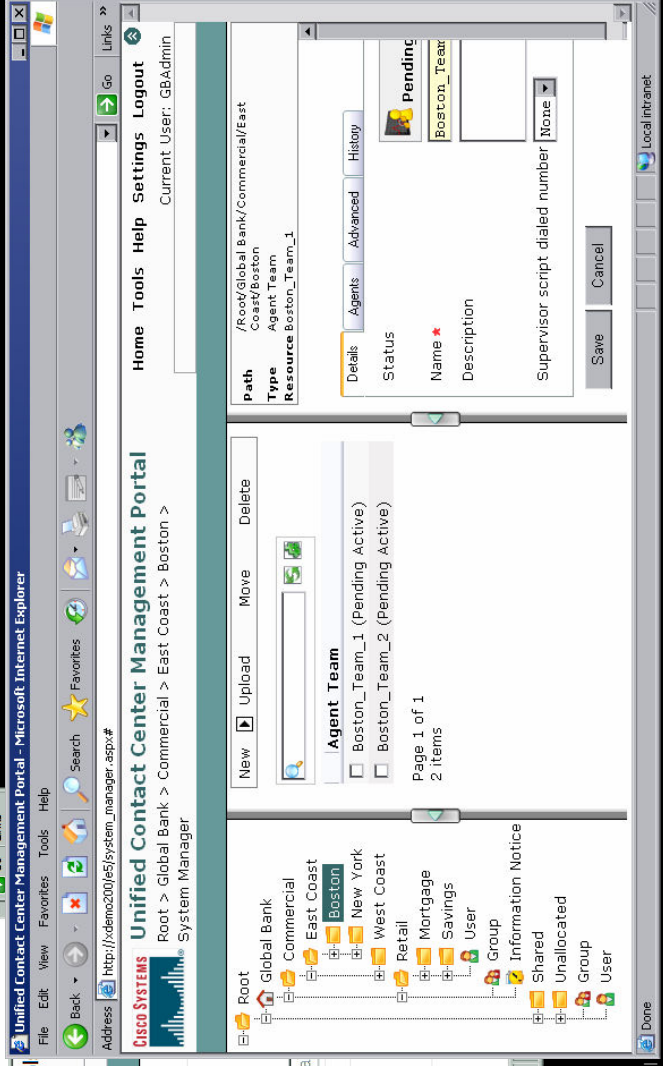 Unified Contact Center Management Portal - Microsoft Internet Explorer
File Edit View Favorites Tools Help
Back Search Favorites
Address http://xdemo200/e5/system_manager.aspx# Go Links »
CISCO SYSTEMS
Unified Contact Center Management Portal
Home Tools Help Settings Logout
Root > Global Bank > Commercial > East Coast > Boston >
Current User: GBAdmin
System Manager
Root
Global Bank
Commercial
East Coast
Boston
New York
West Coast
Retail
Mortgage
Savings
User
Group
Information Notice
Shared
Unallocated
Group
User
New Upload Move Delete
Agent Team
Boston_Team_1 (Pending Active)
Boston_Team_2 (Pending Active)
Page 1 of 1
2 items
Path /Root/Global Bank/Commercial/East
Coast/Boston
Type Agent Team
Resource Boston_Team_1
Details Agents Advanced History
Status Pending
Name * Boston_Team
Description
Supervisor script dialed number None
Save Cancel
Done Local intranet